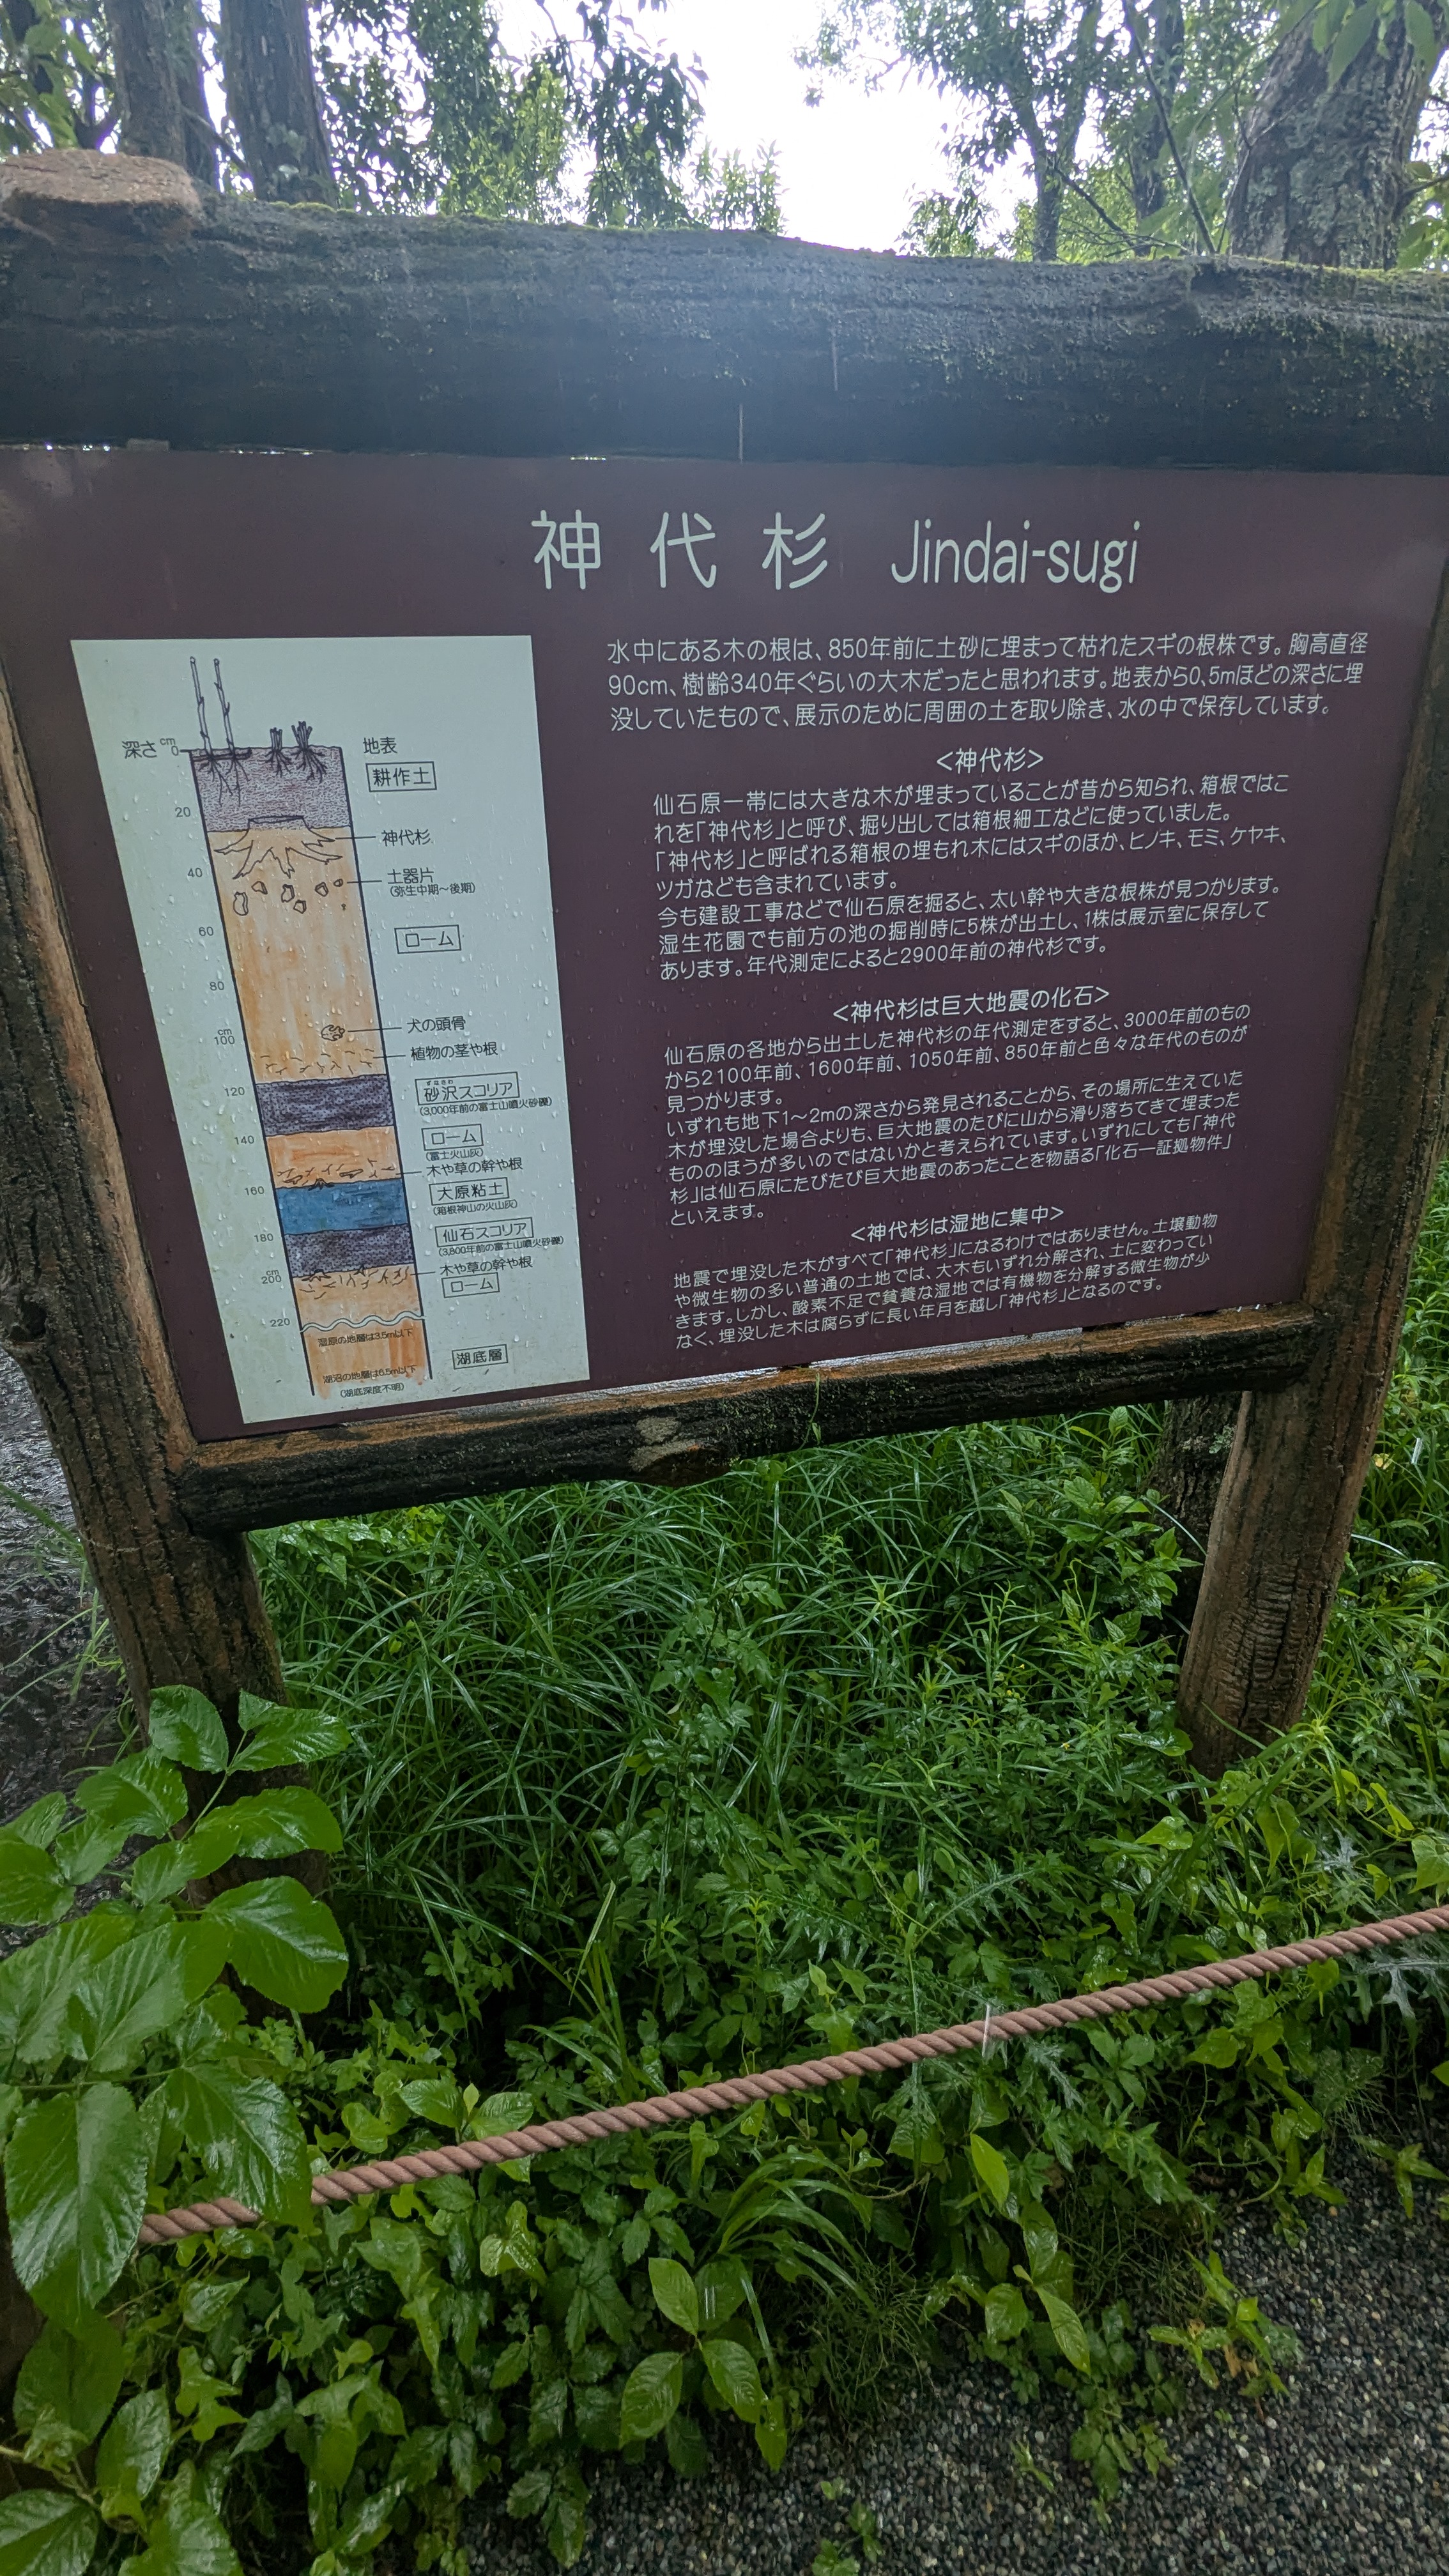 神代杉 Jindai-sugi
水中にある木の根は、850年前に土砂に埋まって枯れたスギの根株です。胸高直径
90cm、樹齢340年ぐらいの大木だったと思われます。地表から0.5mほどの深さに埋
没していたもので、展示のために周囲の土を取り除き、水の中で保存しています。
<神代杉>
仙石原一帯には大きな木が埋まっていることが昔から知られ、箱根ではこ
れを「神代杉」と呼び、掘り出しては箱根細工などに使っていました。
「神代杉」と呼ばれる箱根の埋もれ木にはスギのほか、ヒノキ、モミ、ケヤキ、
ツガなども含まれています。
今も建設工事などで仙石原を掘ると、太い幹や大きな根株が見つかります。
湿生花園でも前方の池の掘削時に5株が出土し、1株は展示室に保存して
あります。年代測定によると2900年前の神代杉です。
<神代杉は巨大地震の化石>
仙石原の各地から出土した神代杉の年代測定をすると、3000年前のもの
から2100年前、1600年前、1050年前、850年前と色々な年代のものが
見つかります。
いずれも地下1〜2mの深さから発見されることから、その場所に生えていた
木が埋没した場合よりも、巨大地震のたびに山から滑り落ちてきて埋まった
もののほうが多いのではないかと考えられています。いずれにしても「神代
杉」は仙石原にたびたび巨大地震のあったことを物語る「化石―証拠物件」
といえます。
<神代杉は湿地に集中>
地震で埋没した木がすべて「神代杉」になるわけではありません。土壌動物
や微生物の多い普通の土地では、大木もいずれ分解され、土に変わってい
きます。しかし、酸素不足で貧養な湿地では有機物を分解する微生物が少
なく、埋没した木は腐らずに長い年月を越し「神代杉」となるのです。
深さcm 0 地表
耕作土
20
神代杉
40 土器片
(弥生中期〜後期)
60 ローム
80
cm
100 犬の頭骨
植物の茎や根
120 砂沢スコリア
(3,000年前の富士山噴火砂礫)
140 ローム
(富士火山灰)
木や草の幹や根
160 大原粘土
(箱根神山の火山灰)
180 仙石スコリア
(3,800年前の富士山噴火砂礫)
cm
200 木や草の幹や根
ローム
220
湿原の地層は3.5m以下
湖底層
湖沼の地層は6.5m以下
(湖底深度不明)